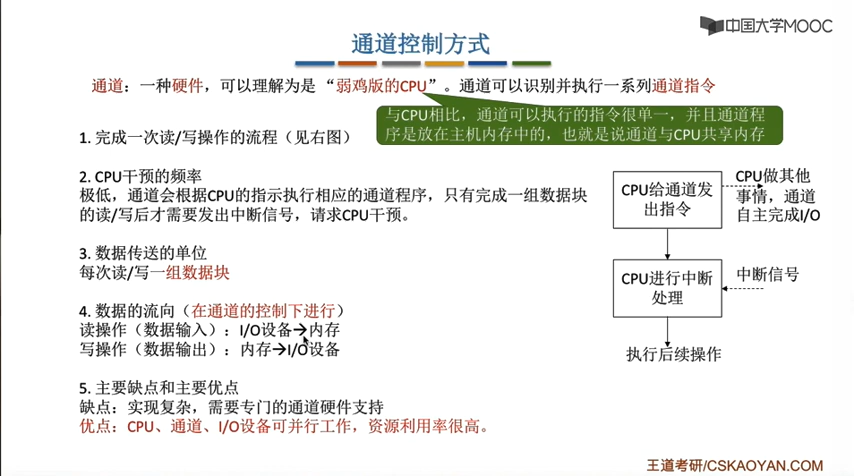 中国大学MOOC
通道控制方式
通道：一种硬件，可以理解为是 “弱鸡版的CPU”。通道可以识别并执行一系列通道指令
与CPU相比，通道可以执行的指令很单一，并且通道程
序是放在主机内存中的，也就是说通道与CPU共享内存
1. 完成一次读/写操作的流程（见右图）
2. CPU干预的频率
极低，通道会根据CPU的指示执行相应的通道程序，只有完成一组数据块
的读/写后才需要发出中断信号，请求CPU干预。
3. 数据传送的单位
每次读/写一组数据块
4. 数据的流向（在通道的控制下进行）
读操作（数据输入）：I/O设备→内存
写操作（数据输出）：内存→I/O设备
5. 主要缺点和主要优点
缺点：实现复杂，需要专门的通道硬件支持
优点：CPU、通道、I/O设备可并行工作，资源利用率很高。
CPU给通道发
出指令
CPU做其他
事情，通道
自主完成I/O
CPU进行中断
处理
中断信号
执行后续操作
王道考研/CSKAOYAN.COM